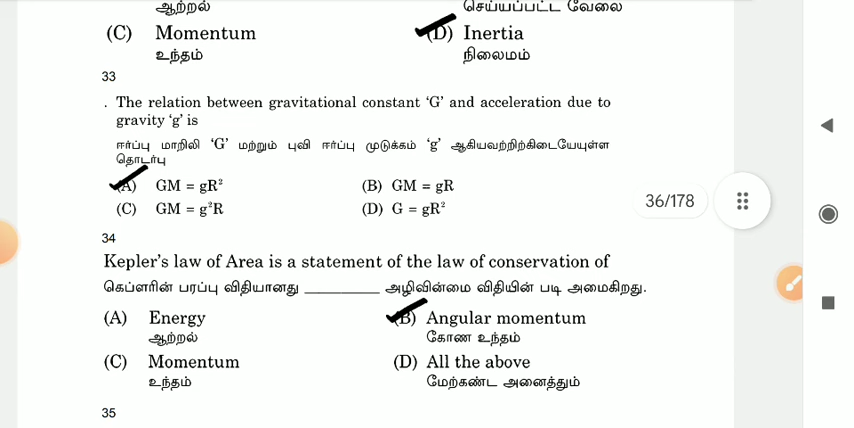 ஆற்றல் செய்யப்பட்ட வேலை
(C) Momentum (D) Inertia
உந்தம் நிலைமம்
33
. The relation between gravitational constant ‘G’ and acceleration due to
gravity ‘g’ is
ஈர்ப்பு மாறிலி ‘G’ மற்றும் புவி ஈர்ப்பு முடுக்கம் ‘g’ ஆகியவற்றிற்கிடையேயுள்ள
தொடர்பு
(A) GM = gR² (B) GM = gR
(C) GM = g²R (D) G = gR²
36/178
34
Kepler’s law of Area is a statement of the law of conservation of
கெப்ளரின் பரப்பு விதியானது _________ அழிவின்மை விதியின் படி அமைகிறது.
(A) Energy (B) Angular momentum
ஆற்றல் கோண உந்தம்
(C) Momentum (D) All the above
உந்தம் மேற்கண்ட அனைத்தும்
35